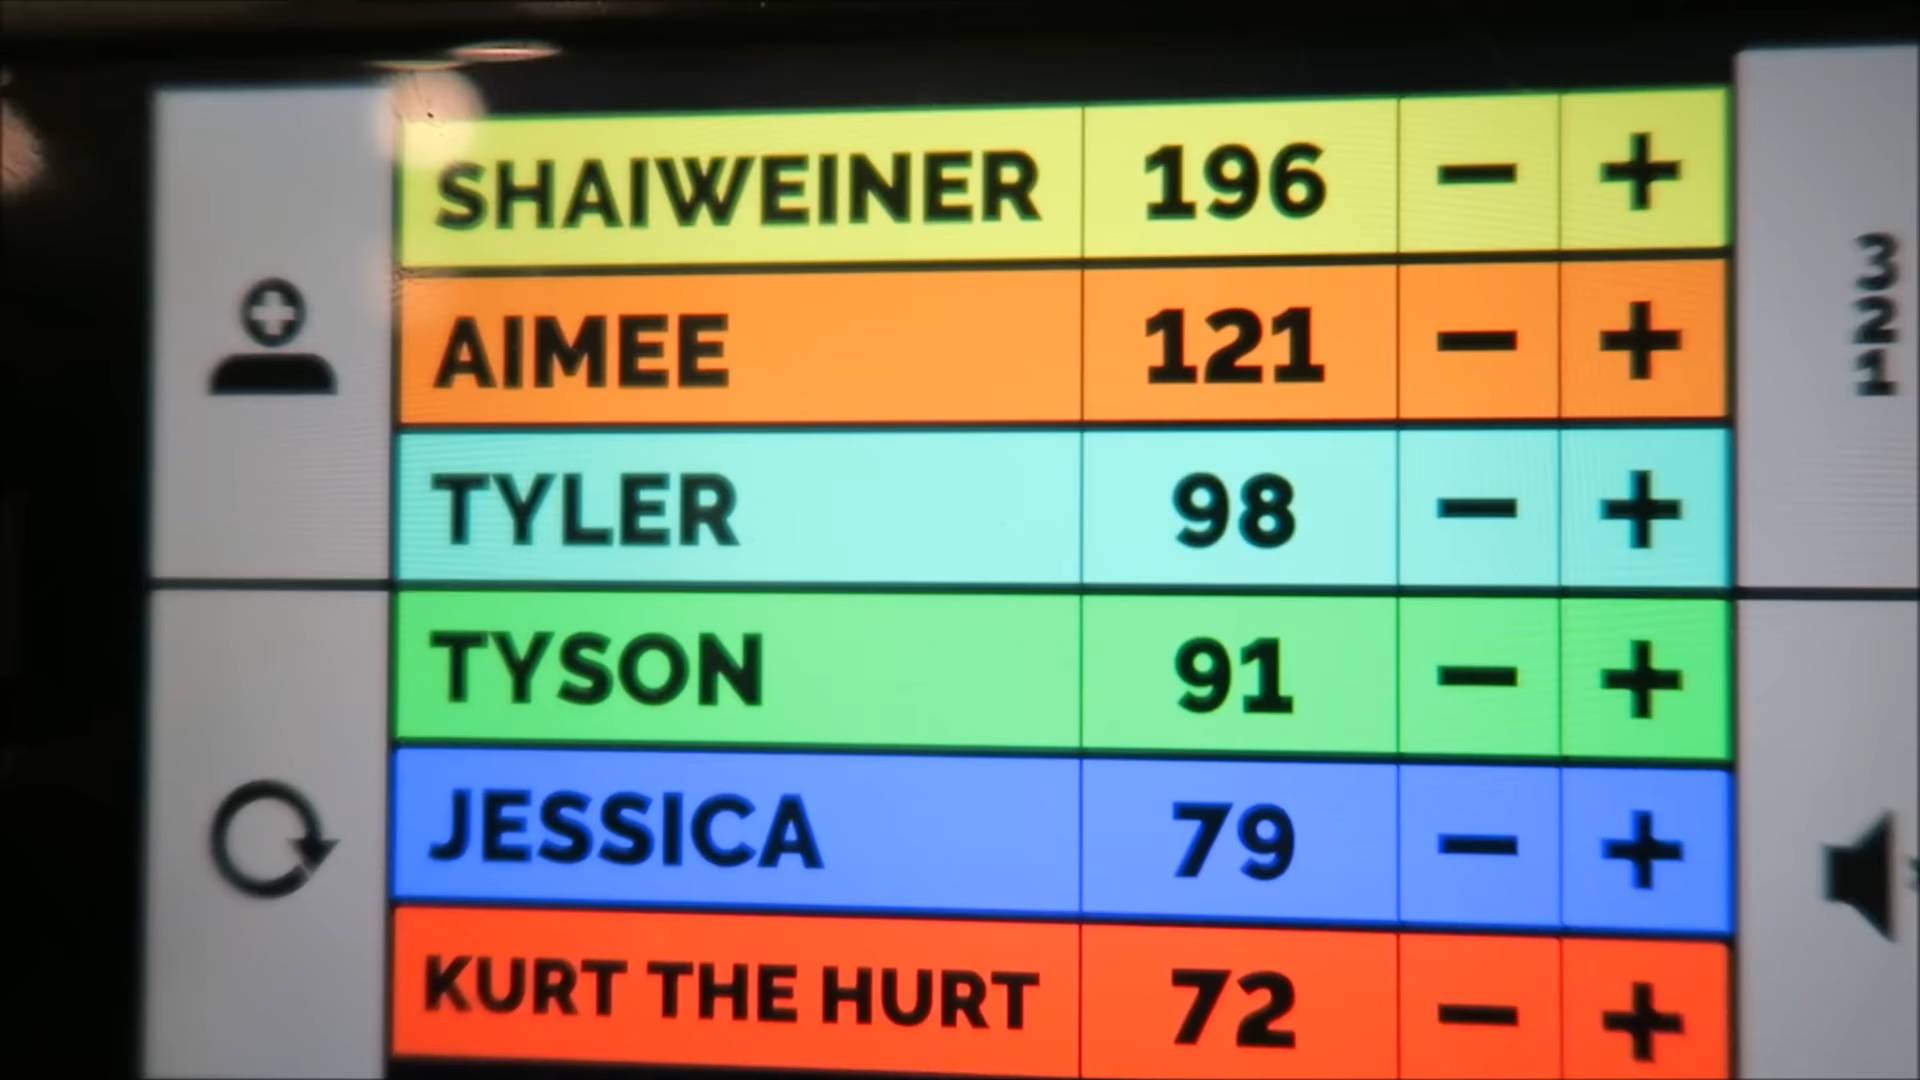 SHAIWEINER 196 − +
AIMEE 121 − +
TYLER 98 − +
TYSON 91 − +
JESSICA 79 − +
KURT THE HURT 72 − +
321